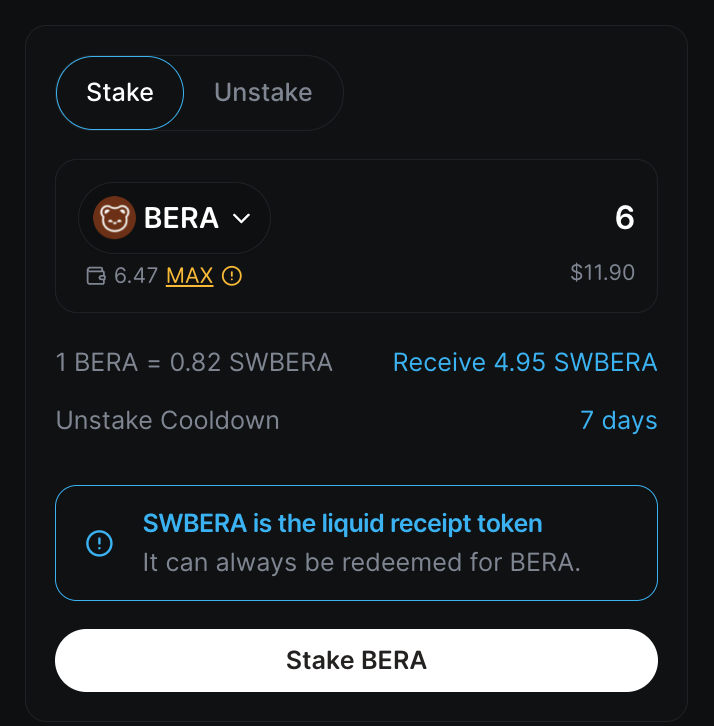 Stake Unstake
BERA 6
6.47 MAX $11.90
1 BERA = 0.82 SWBERA Receive 4.95 SWBERA
Unstake Cooldown 7 days
SWBERA is the liquid receipt token
It can always be redeemed for BERA.
Stake BERA